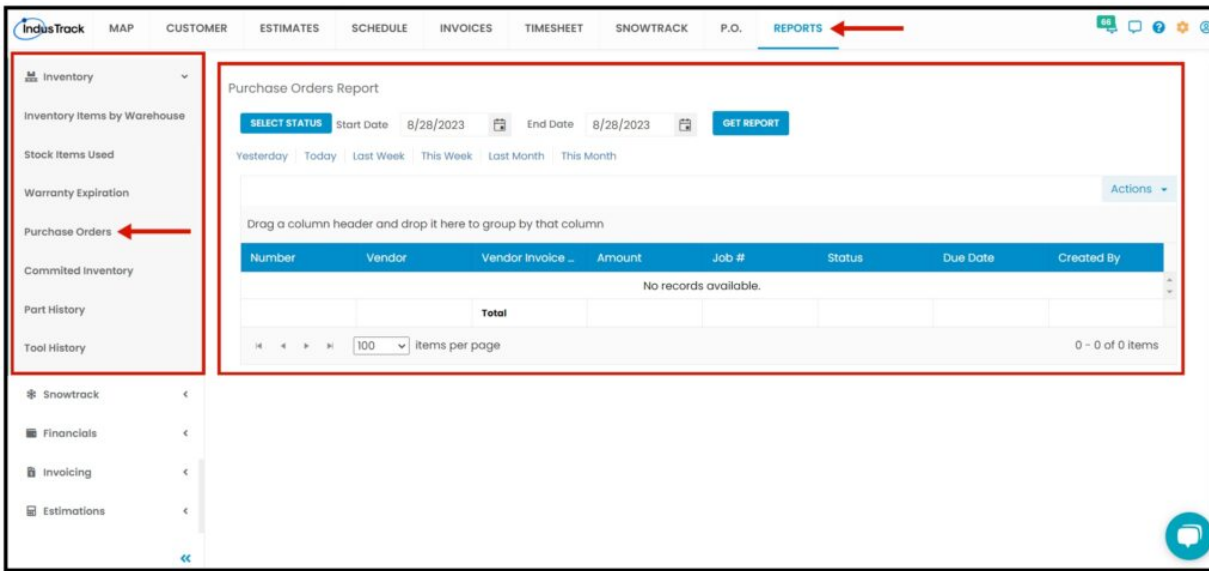 IndusTrack MAP CUSTOMER ESTIMATES SCHEDULE INVOICES TIMESHEET SNOWTRACK P.O. REPORTS 66
Inventory
Inventory Items by Warehouse
Stock Items Used
Warranty Expiration
Purchase Orders
Commited Inventory
Part History
Tool History
Snowtrack
Financials
Invoicing
Estimations
Purchase Orders Report
SELECT STATUS Start Date 8/28/2023 End Date 8/28/2023 GET REPORT
Yesterday Today Last Week This Week Last Month This Month
Actions
Drag a column header and drop it here to group by that column
Number Vendor Vendor Invoice ... Amount Job # Status Due Date Created By
No records available.
Total
100 items per page 0 - 0 of 0 items